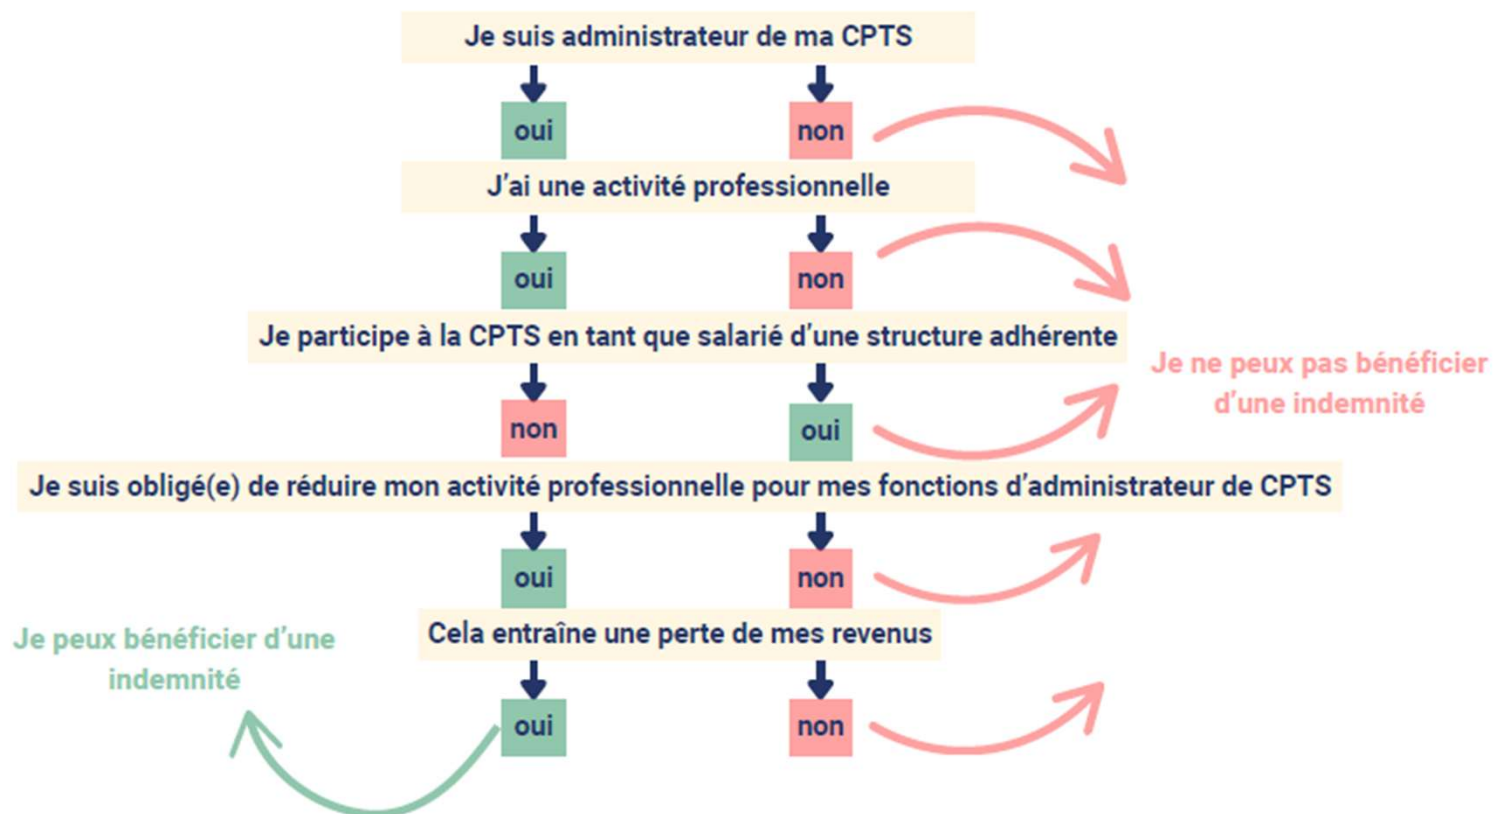 Je suis administrateur de ma CPTS
oui
non
J'ai une activité professionnelle
oui
non
Je participe à la CPTS en tant que salarié d'une structure adhérente
Je ne peux pas bénéficier
d'une indemnité
non
oui
Je suis obligé(e) de réduire mon activité professionnelle pour mes fonctions d'administrateur de CPTS
oui
non
Cela entraîne une perte de mes revenus
Je peux bénéficier d'une
indemnité
oui
non